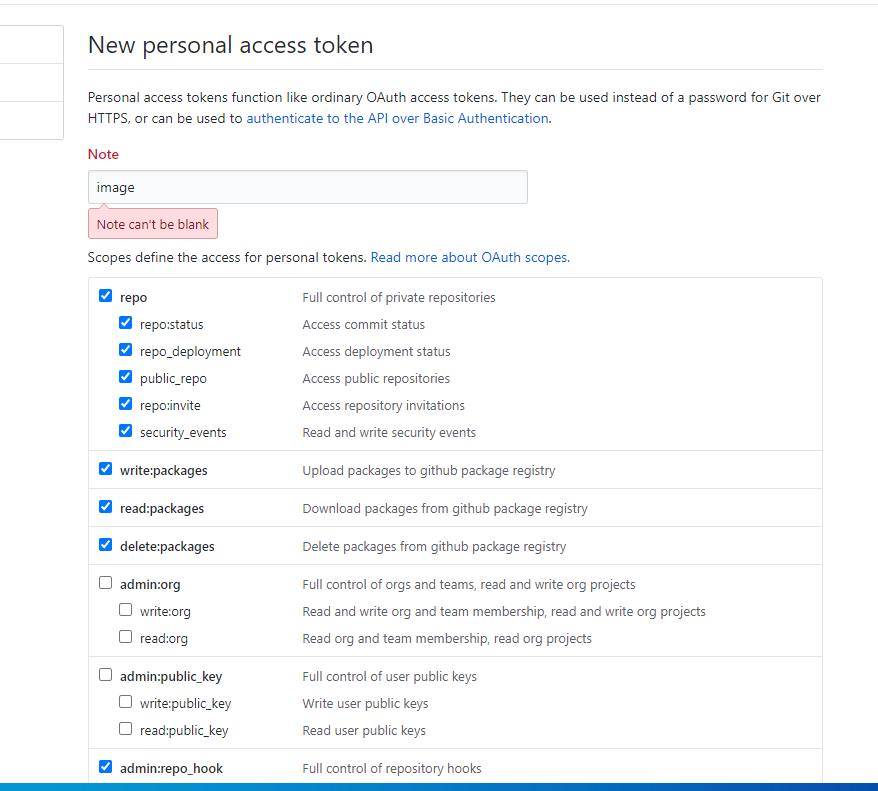 New personal access token
Personal access tokens function like ordinary OAuth access tokens. They can be used instead of a password for Git over
HTTPS, or can be used to authenticate to the API over Basic Authentication.
Note
image
Note can't be blank
Scopes define the access for personal tokens. Read more about OAuth scopes.
repo Full control of private repositories
repo:status Access commit status
repo_deployment Access deployment status
public_repo Access public repositories
repo:invite Access repository invitations
security_events Read and write security events
write:packages Upload packages to github package registry
read:packages Download packages from github package registry
delete:packages Delete packages from github package registry
admin:org Full control of orgs and teams, read and write org projects
write:org Read and write org and team membership, read and write org projects
read:org Read org and team membership, read org projects
admin:public_key Full control of user public keys
write:public_key Write user public keys
read:public_key Read user public keys
admin:repo_hook Full control of repository hooks